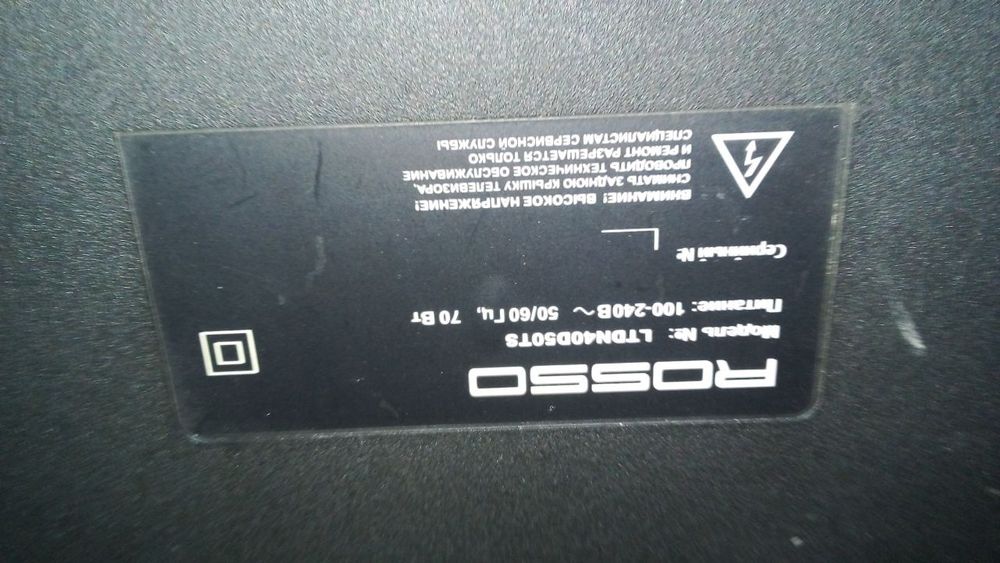 ROSSO
Модель №: LTDN40D50TS
Питание: 100-240В ~ 50/60 Гц, 70 Вт
Серийный №
ВНИМАНИЕ! ВЫСОКОЕ НАПРЯЖЕНИЕ!
СНИМАТЬ ЗАДНЮЮ КРЫШКУ ТЕЛЕВИЗОРА,
ПРОВОДИТЬ ТЕХНИЧЕСКОЕ ОБСЛУЖИВАНИЕ
И РЕМОНТ РАЗРЕШАЕТСЯ ТОЛЬКО
СПЕЦИАЛИСТАМ СЕРВИСНОЙ СЛУЖБЫ